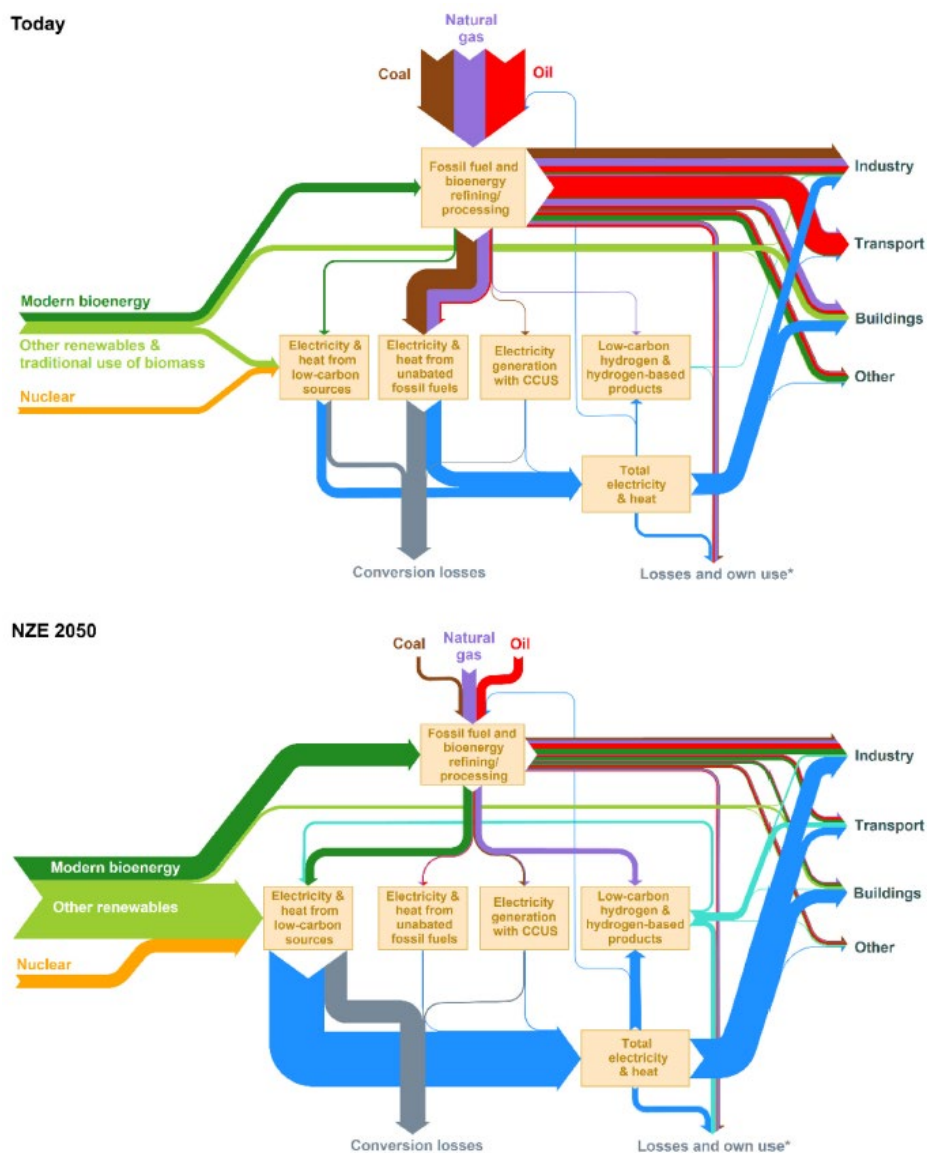 Today
Natural
gas
Coal
Oil
Fossil fuel and
bioenergy
refining/
processing
Industry
Transport
Modern bioenergy
Other renewables &
traditional use of biomass
Nuclear
Electricity &
heat from
low-carbon
sources
Electricity &
heat from
unabated
fossil fuels
Electricity
generation
with CCUS
Low-carbon
hydrogen &
hydrogen-based
products
Buildings
Other
Total
electricity
& heat
Conversion losses
Losses and own use*
NZE 2050
Coal
Natural
gas
Oil
Fossil fuel and
bioenergy
refining/
processing
Industry
Transport
Modern bioenergy
Other renewables
Nuclear
Electricity &
heat from
low-carbon
sources
Electricity &
heat from
unabated
fossil fuels
Electricity
generation
with CCUS
Low-carbon
hydrogen &
hydrogen-based
products
Buildings
Other
Total
electricity
& heat
Conversion losses
Losses and own use*